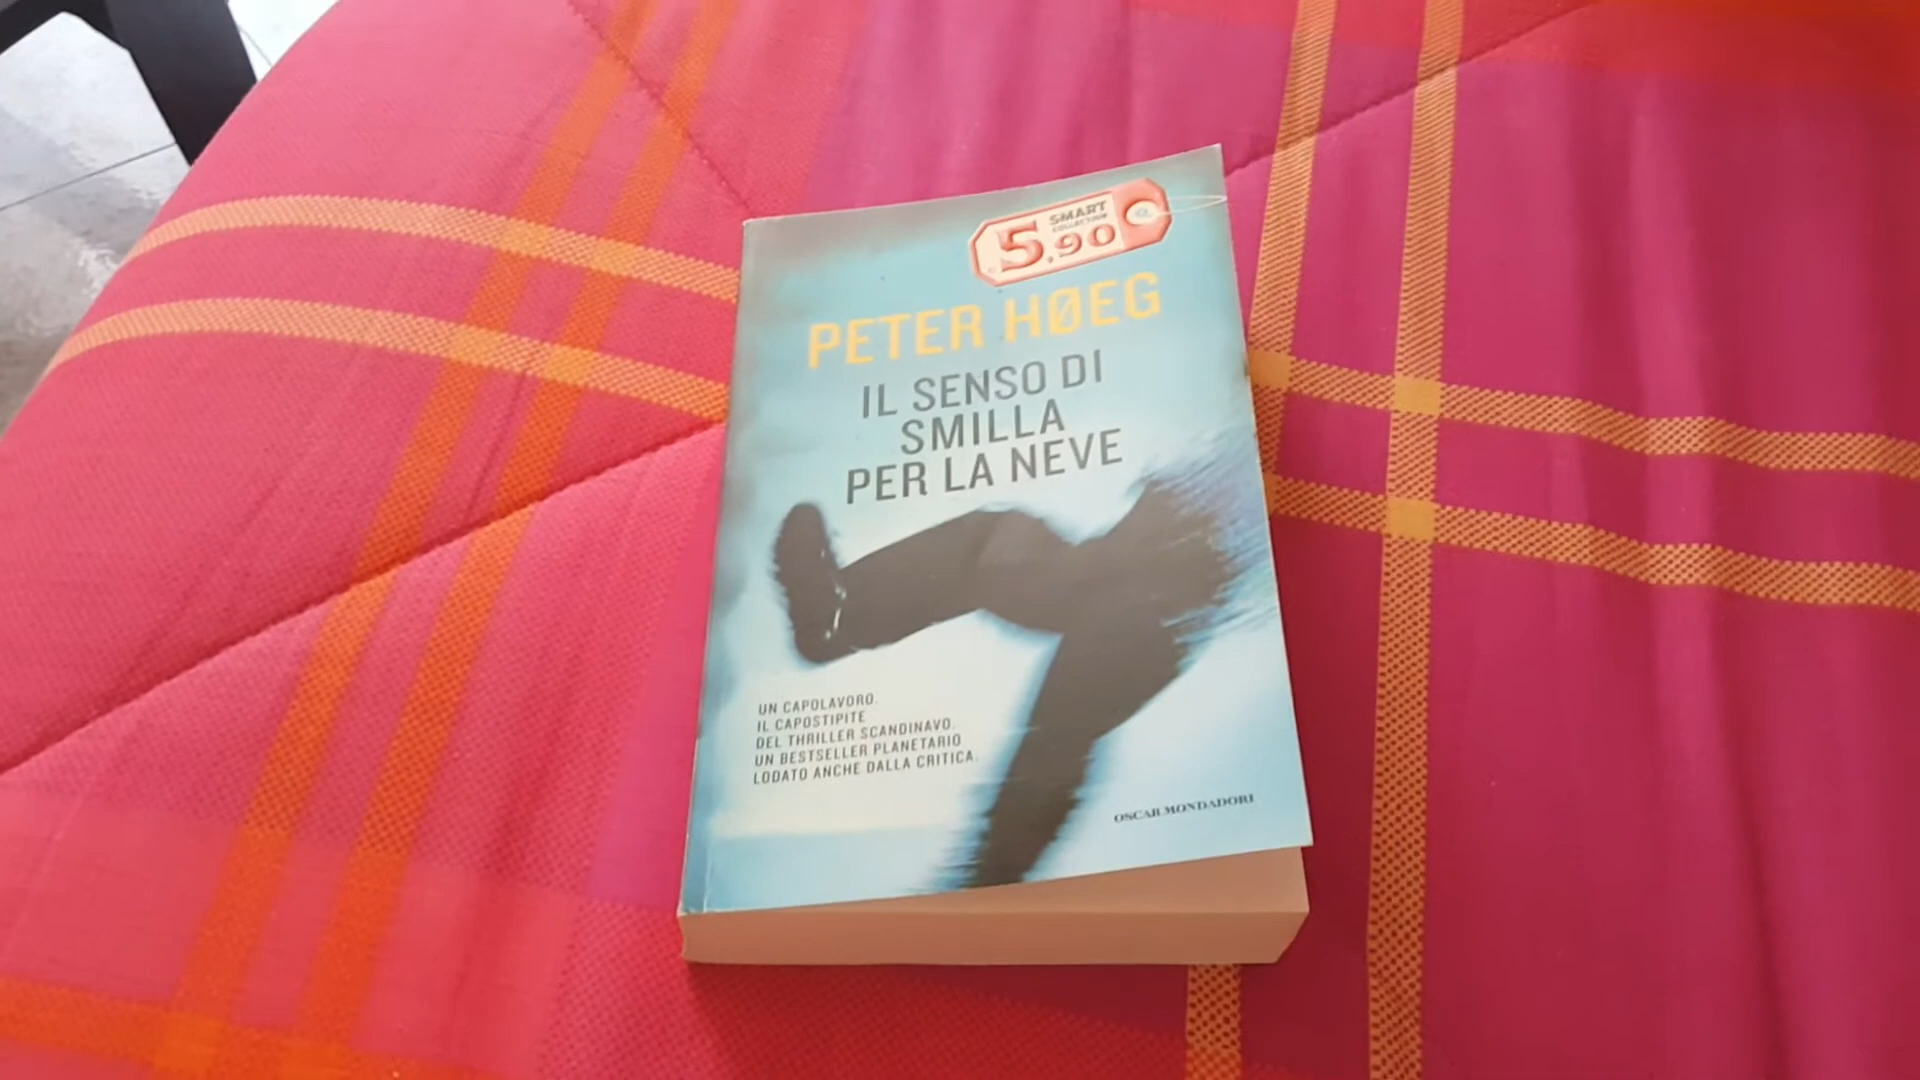 SMART
COLLECTION
€ 5,90
PETER HØEG
IL SENSO DI
SMILLA
PER LA NEVE
UN CAPOLAVORO.
IL CAPOSTIPITE
DEL THRILLER SCANDINAVO.
UN BESTSELLER PLANETARIO
LODATO ANCHE DALLA CRITICA.
OSCAR MONDADORI